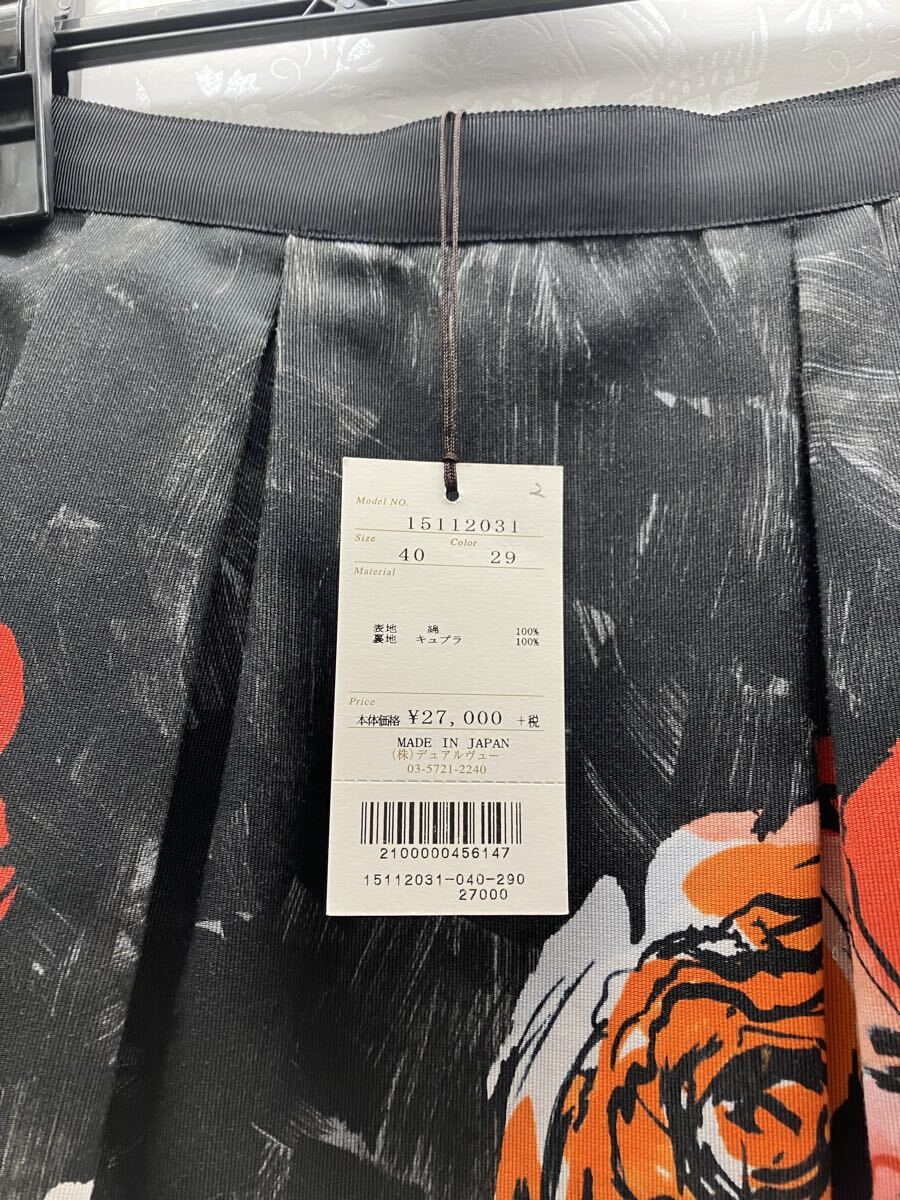 2
Model NO.
15112031
Size 40 Color 29
Material
表地 綿 100%
裏地 キュプラ 100%
Price
本体価格 ¥27,000 +税
MADE IN JAPAN
(株)デュアルヴュー
03-5721-2240
2100000456147
15112031-040-290
27000